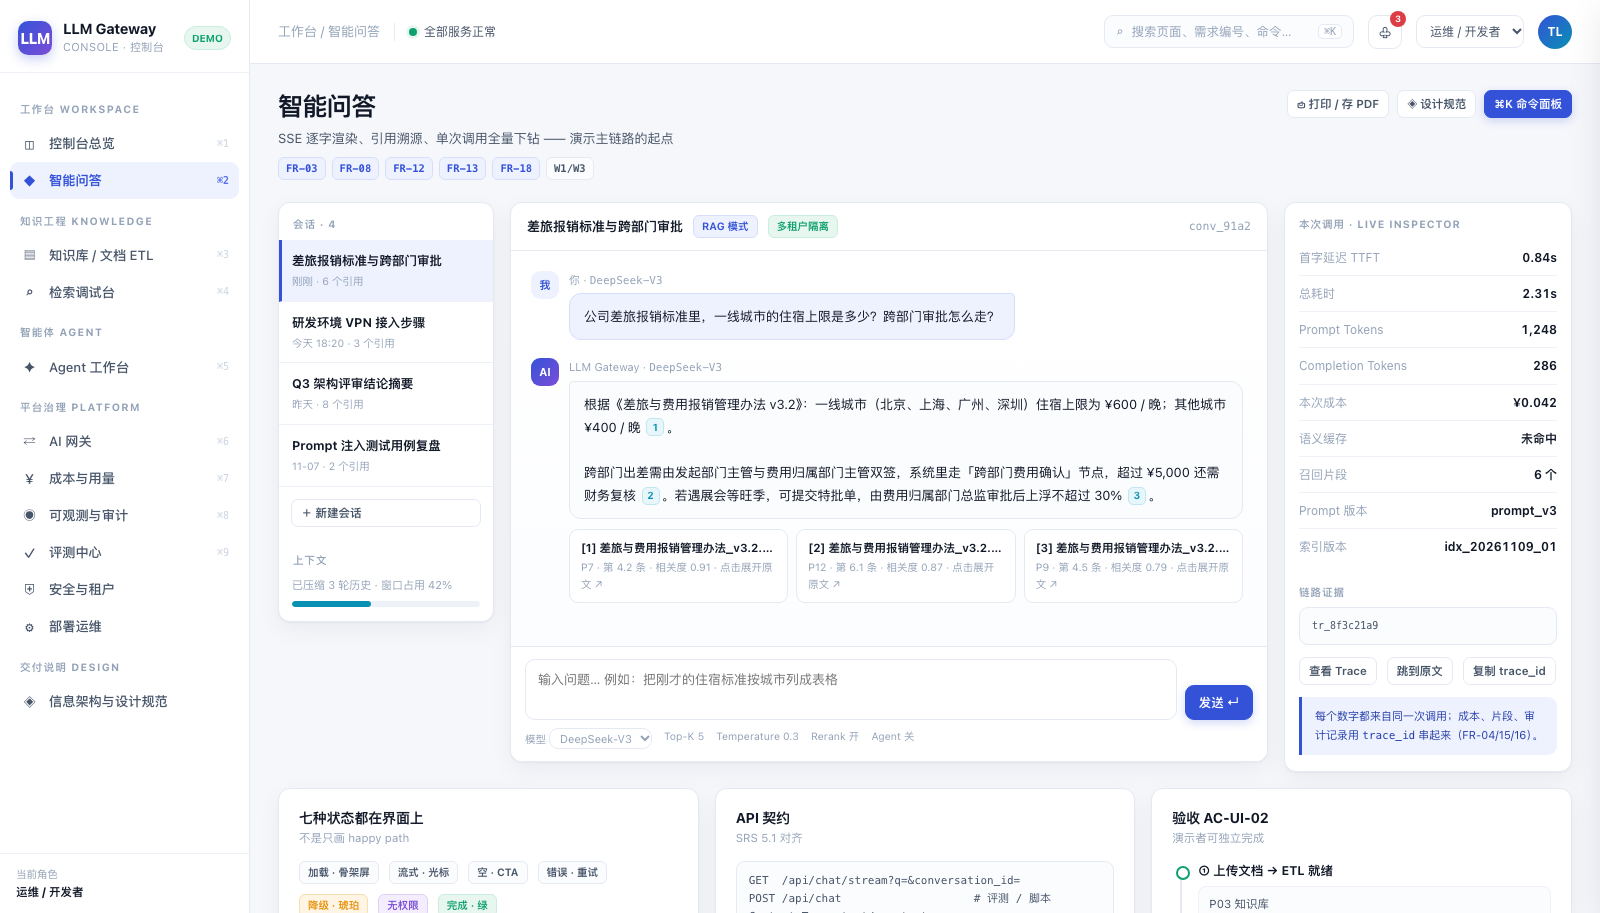 LLM
LLM Gateway
CONSOLE · 控制台
DEMO
工作台 WORKSPACE
控制台总览 ⌘1
智能问答 ⌘2
知识工程 KNOWLEDGE
知识库 / 文档 ETL ⌘3
检索调试台 ⌘4
智能体 AGENT
Agent 工作台 ⌘5
平台治理 PLATFORM
AI 网关 ⌘6
成本与用量 ⌘7
可观测与审计 ⌘8
评测中心 ⌘9
安全与租户
部署运维
交付说明 DESIGN
信息架构与设计规范
当前角色
运维 / 开发者
工作台 / 智能问答
全部服务正常
搜索页面、需求编号、命令… ⌘K
3
运维 / 开发者
TL
智能问答
SSE 逐字渲染、引用溯源、单次调用全量下钻 —— 演示主链路的起点
FR-03 FR-08 FR-12 FR-13 FR-18 W1/W3
打印 / 存 PDF
设计规范
⌘K 命令面板
会话 · 4
差旅报销标准与跨部门审批
刚刚 · 6 个引用
研发环境 VPN 接入步骤
今天 18:20 · 3 个引用
Q3 架构评审结论摘要
昨天 · 8 个引用
Prompt 注入测试用例复盘
11-07 · 2 个引用
+ 新建会话
上下文
已压缩 3 轮历史 · 窗口占用 42%
差旅报销标准与跨部门审批 RAG 模式 多租户隔离 conv_91a2
我
你 · DeepSeek-V3
公司差旅报销标准里，一线城市的住宿上限是多少？跨部门审批怎么走？
AI
LLM Gateway · DeepSeek-V3
根据《差旅与费用报销管理办法 v3.2》：一线城市（北京、上海、广州、深圳）住宿上限为 ¥600 / 晚；其他城市
¥400 / 晚 1 。
跨部门出差需由发起部门主管与费用归属部门主管双签，系统里走「跨部门费用确认」节点，超过 ¥5,000 还需
财务复核 2 。若遇展会等旺季，可提交特批单，由费用归属部门总监审批后上浮不超过 30% 3 。
[1] 差旅与费用报销管理办法_v3.2.…
P7 · 第 4.2 条 · 相关度 0.91 · 点击展开原
文 ↗
[2] 差旅与费用报销管理办法_v3.2.…
P12 · 第 6.1 条 · 相关度 0.87 · 点击展开
原文 ↗
[3] 差旅与费用报销管理办法_v3.2.…
P9 · 第 4.5 条 · 相关度 0.79 · 点击展开原
文 ↗
输入问题… 例如：把刚才的住宿标准按城市列成表格
发送 ↵
模型 DeepSeek-V3 Top-K 5 Temperature 0.3 Rerank 开 Agent 关
本次调用 · LIVE INSPECTOR
首字延迟 TTFT 0.84s
总耗时 2.31s
Prompt Tokens 1,248
Completion Tokens 286
本次成本 ¥0.042
语义缓存 未命中
召回片段 6 个
Prompt 版本 prompt_v3
索引版本 idx_20261109_01
链路证据
tr_8f3c21a9
查看 Trace
跳到原文
复制 trace_id
每个数字都来自同一次调用；成本、片段、审
计记录用 trace_id 串起来（FR-04/15/16）。
七种状态都在界面上
不是只画 happy path
加载 · 骨架屏 流式 · 光标 空 · CTA 错误 · 重试
降级 · 琥珀 无权限 完成 · 绿
API 契约
SRS 5.1 对齐
GET /api/chat/stream?q=&conversation_id=
POST /api/chat # 评测 / 脚本
验收 AC-UI-02
演示者可独立完成
① 上传文档 → ETL 就绪
P03 知识库